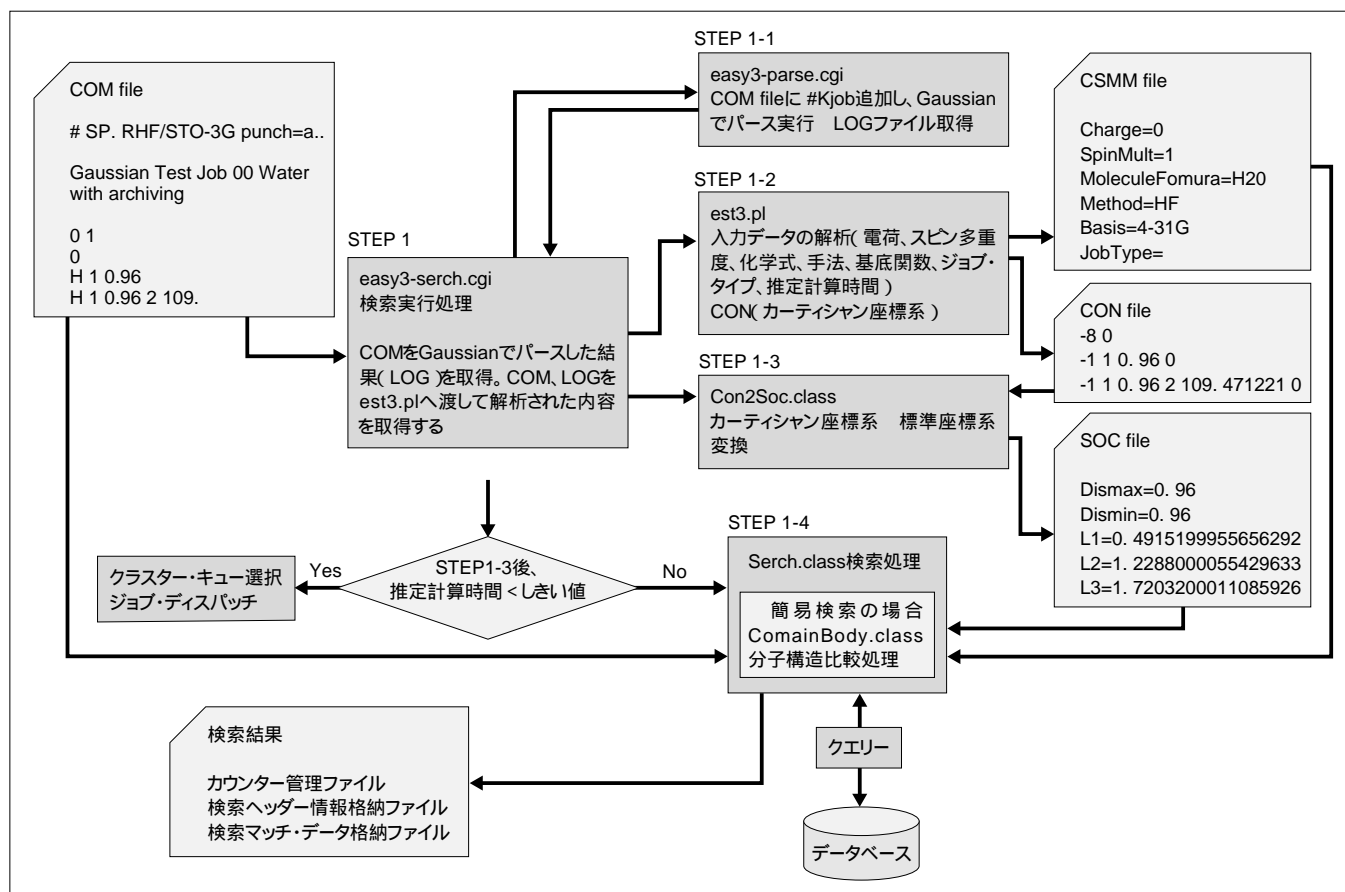 COM file
# SP. RHF/STO-3G punch=a..
Gaussian Test Job 00 Water
with archiving
0 1
0
H 1 0.96
H 1 0.96 2 109.
STEP 1
easy3-serch.cgi
検索実行処理
COMをGaussianでパースした結
果(LOG)を取得。COM、LOGを
est3.plへ渡して解析された内容
を取得する
STEP 1-1
easy3-parse.cgi
COM fileに #Kjob追加し、Gaussian
でパース実行　LOGファイル取得
STEP 1-2
est3.pl
入力データの解析(電荷、スピン多重
度、化学式、手法、基底関数、ジョブ・
タイプ、推定計算時間)
CON(カーティシャン座標系)
STEP 1-3
Con2Soc.class
カーティシャン座標系　標準座標系
変換
CSMM file
Charge=0
SpinMult=1
MoleculeFomura=H20
Method=HF
Basis=4-31G
JobType=
CON file
-8 0
-1 1 0. 96 0
-1 1 0. 96 2 109. 471221 0
SOC file
Dismax=0. 96
Dismin=0. 96
L1=0. 4915199955656292
L2=1. 2288000055429633
L3=1. 7203200011085926
STEP1-3後、
推定計算時間<しきい値
Yes
No
クラスター・キュー選択
ジョブ・ディスパッチ
STEP 1-4
Serch.class検索処理
簡易検索の場合
ComainBody.class
分子構造比較処理
クエリー
データベース
検索結果
カウンター管理ファイル
検索ヘッダー情報格納ファイル
検索マッチ・データ格納ファイル